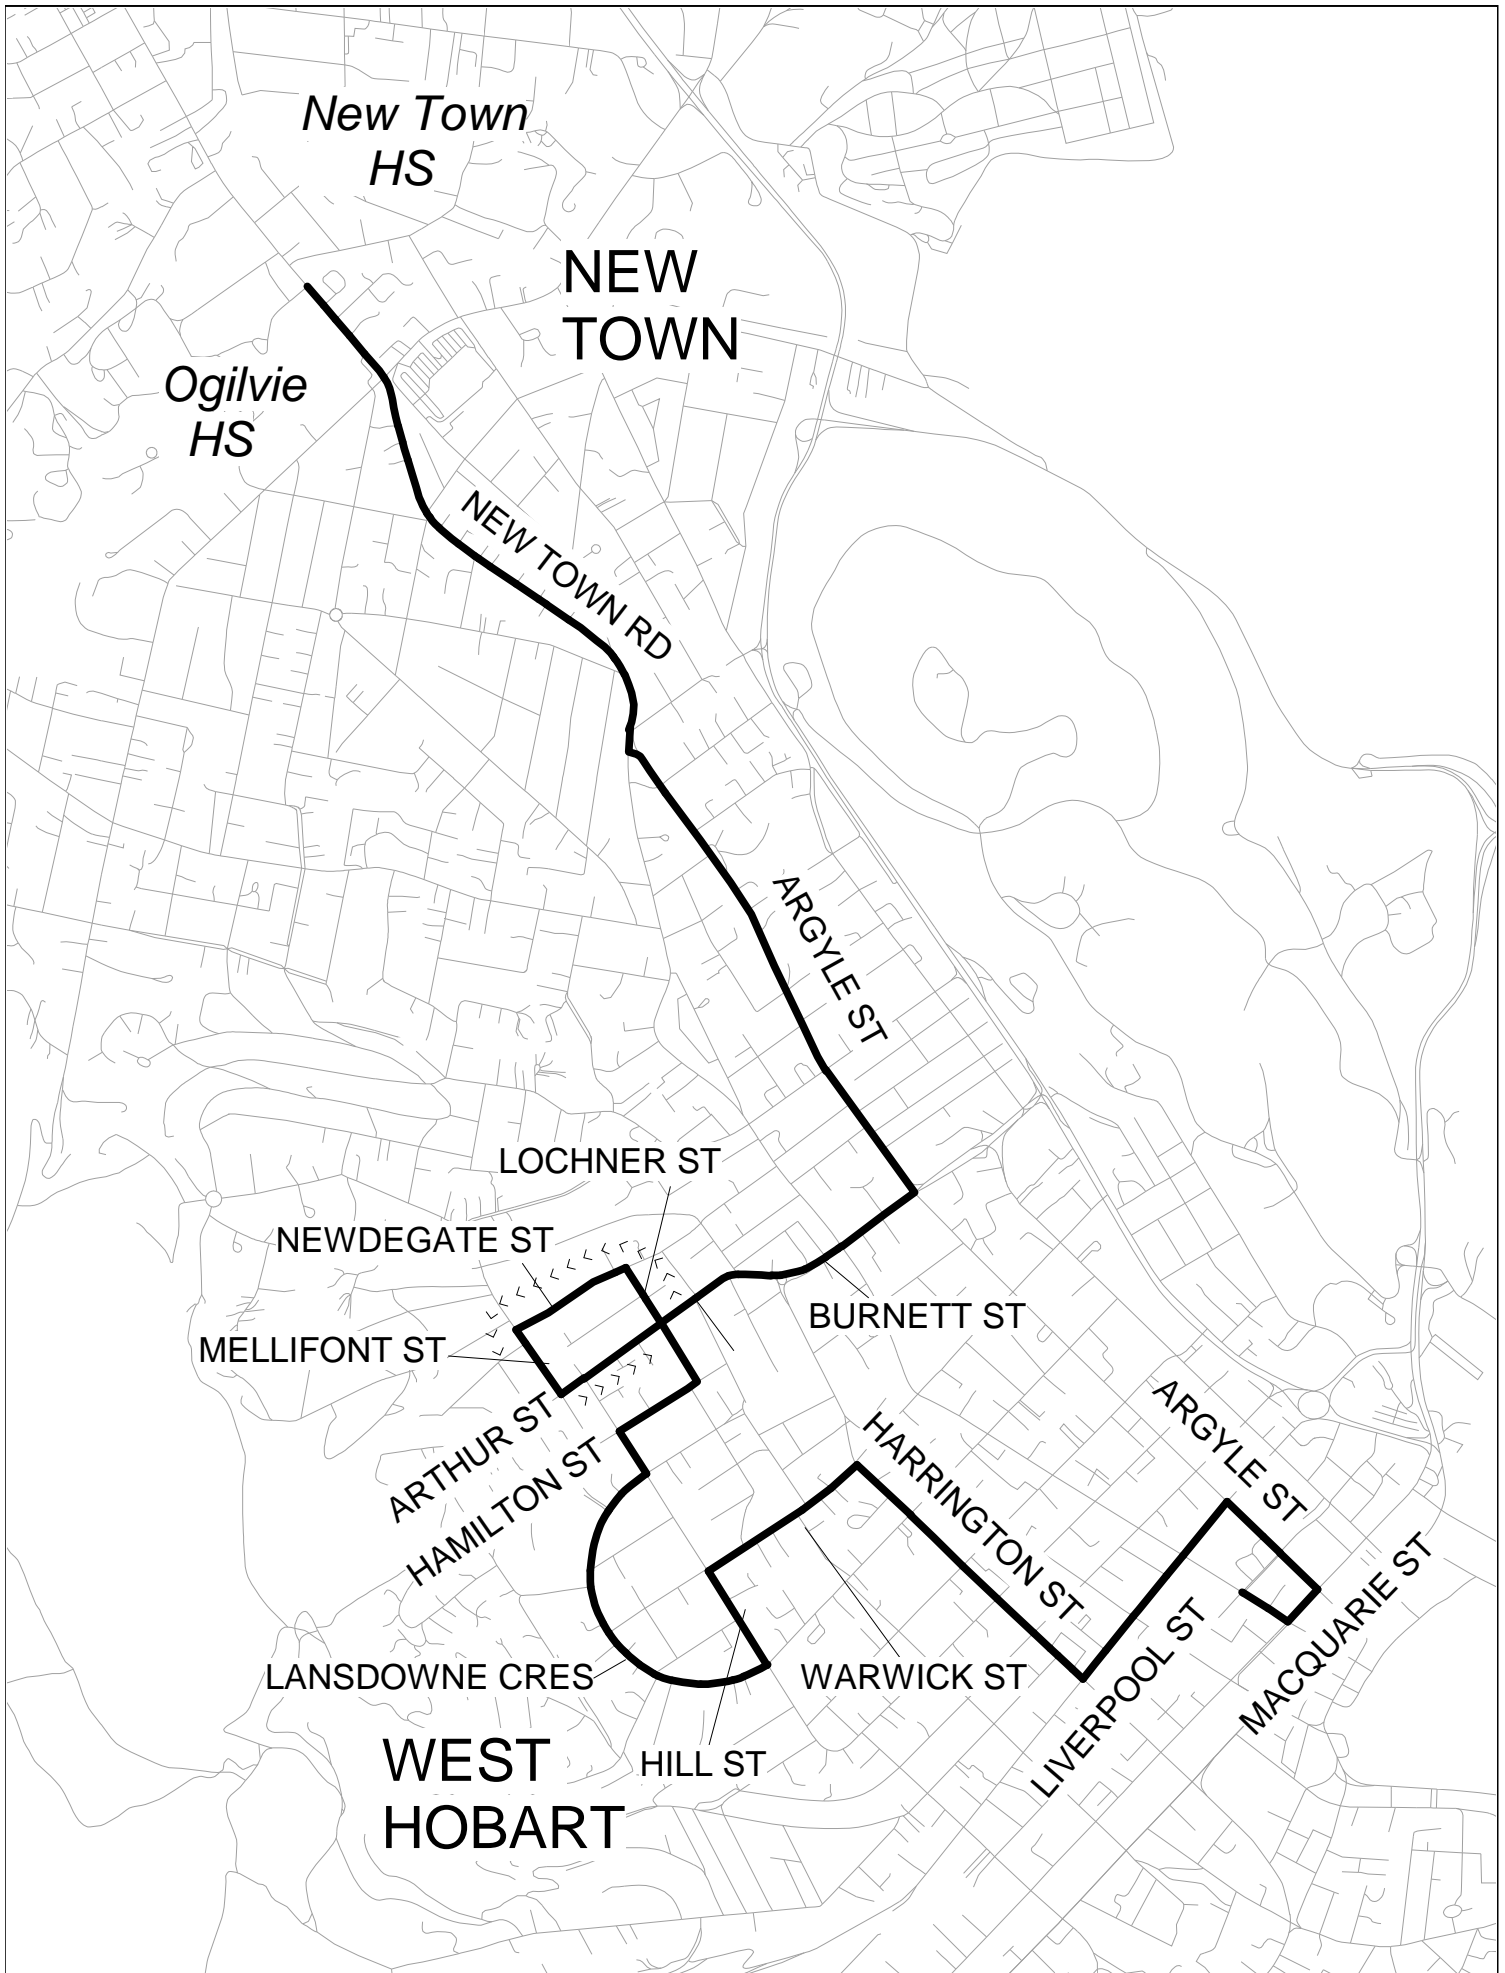 New Town
HS
NEW
TOWN
Ogilvie
HS
NEW TOWN RD
ARGYLE ST
LOCHNER ST
NEWDEGATE ST
BURNETT ST
MELLIFONT ST
ARTHUR ST
HAMILTON ST
HARRINGTON ST
ARGYLE ST
MACQUARIE ST
LIVERPOOL ST
LANSDOWNE CRES
WARWICK ST
HILL ST
WEST
HOBART